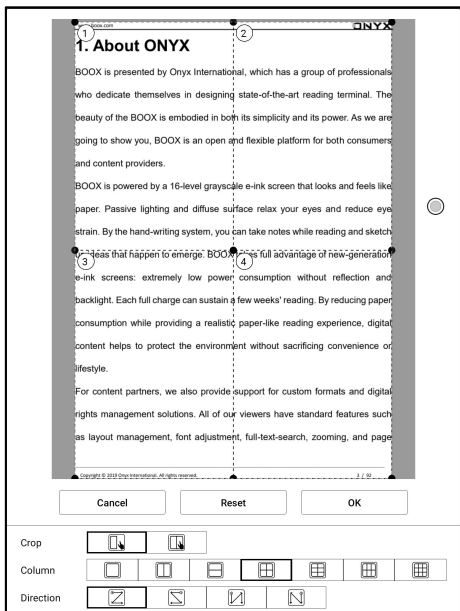 www.boox.com
ONYX
1
2
1. About ONYX
BOOX is presented by Onyx International, which has a group of professionals
who dedicate themselves in designing state-of-the-art reading terminal. The
beauty of the BOOX is embodied in both its simplicity and its power. As we are
going to show you, BOOX is an open and flexible platform for both consumers
and content providers.
BOOX is powered by a 16-level grayscale e-ink screen that looks and feels like
paper. Passive lighting and diffuse surface relax your eyes and reduce eye
strain. By the hand-writing system, you can take notes while reading and sketch
ideas that happen to emerge. BOOX takes full advantage of new-generation
3
4
e-ink screens: extremely low power consumption without reflection and
backlight. Each full charge can sustain a few weeks' reading. By reducing paper
consumption while providing a realistic paper-like reading experience, digital
content helps to protect the environment without sacrificing convenience or
lifestyle.
For content partners, we also provide support for custom formats and digital
rights management solutions. All of our viewers have standard features such
as layout management, font adjustment, full-text-search, zooming, and page
Copyright © 2019 Onyx International. All rights reserved.
3 / 92
Cancel
Reset
OK
Crop
Column
Direction